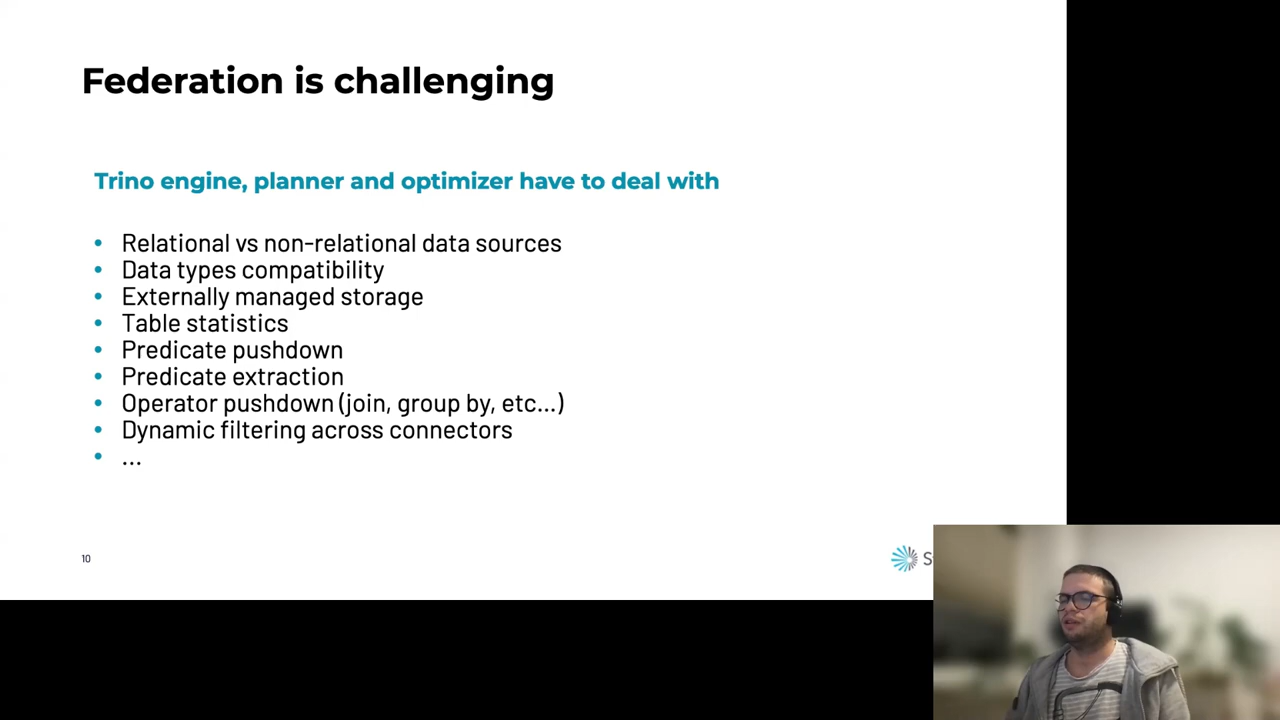 Federation is challenging
Trino engine, planner and optimizer have to deal with
• Relational vs non-relational data sources
• Data types compatibility
• Externally managed storage
• Table statistics
• Predicate pushdown
• Predicate extraction
• Operator pushdown (join, group by, etc...)
• Dynamic filtering across connectors
• ...
10